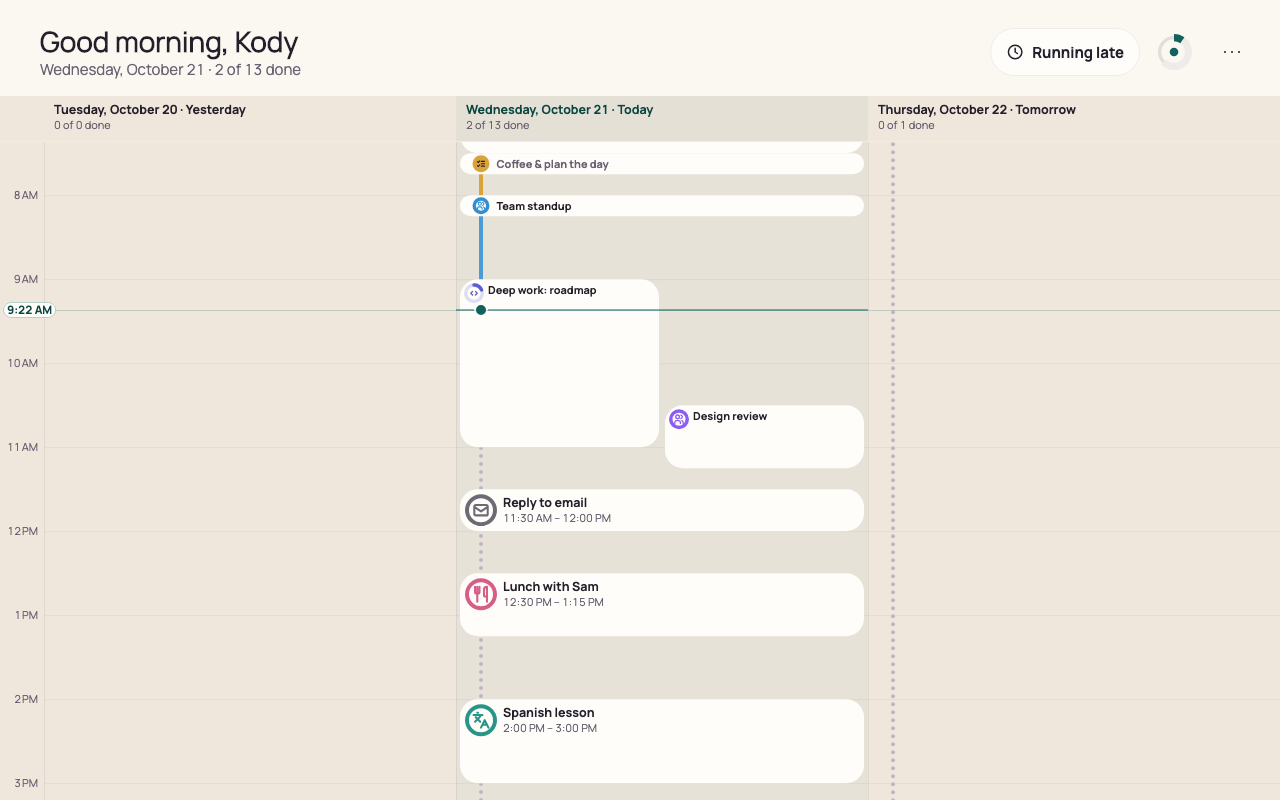 Good morning, Kody
Wednesday, October 21 · 2 of 13 done
Running late
Tuesday, October 20 · Yesterday
0 of 0 done
Wednesday, October 21 · Today
2 of 13 done
Thursday, October 22 · Tomorrow
0 of 1 done
Coffee & plan the day
8 AM
Team standup
9 AM
Deep work: roadmap
9:22 AM
10 AM
Design review
11 AM
Reply to email
11:30 AM – 12:00 PM
12 PM
Lunch with Sam
12:30 PM – 1:15 PM
1 PM
2 PM
Spanish lesson
2:00 PM – 3:00 PM
3 PM